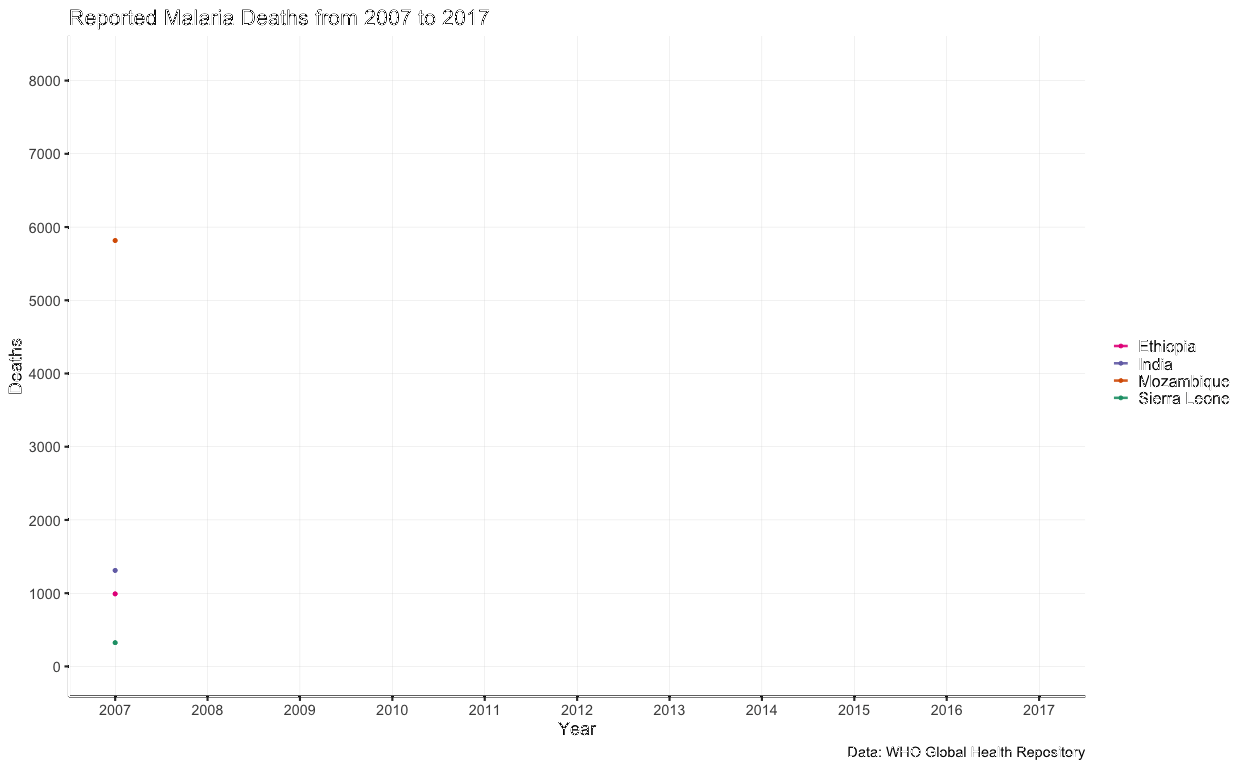 Reported Malaria Deaths from 2007 to 2017
8000
7000
6000
5000
4000
3000
2000
1000
0
Deaths
2007 2008 2009 2010 2011 2012 2013 2014 2015 2016 2017
Year
Ethiopia
India
Mozambique
Sierra Leone
Data: WHO Global Health Repository